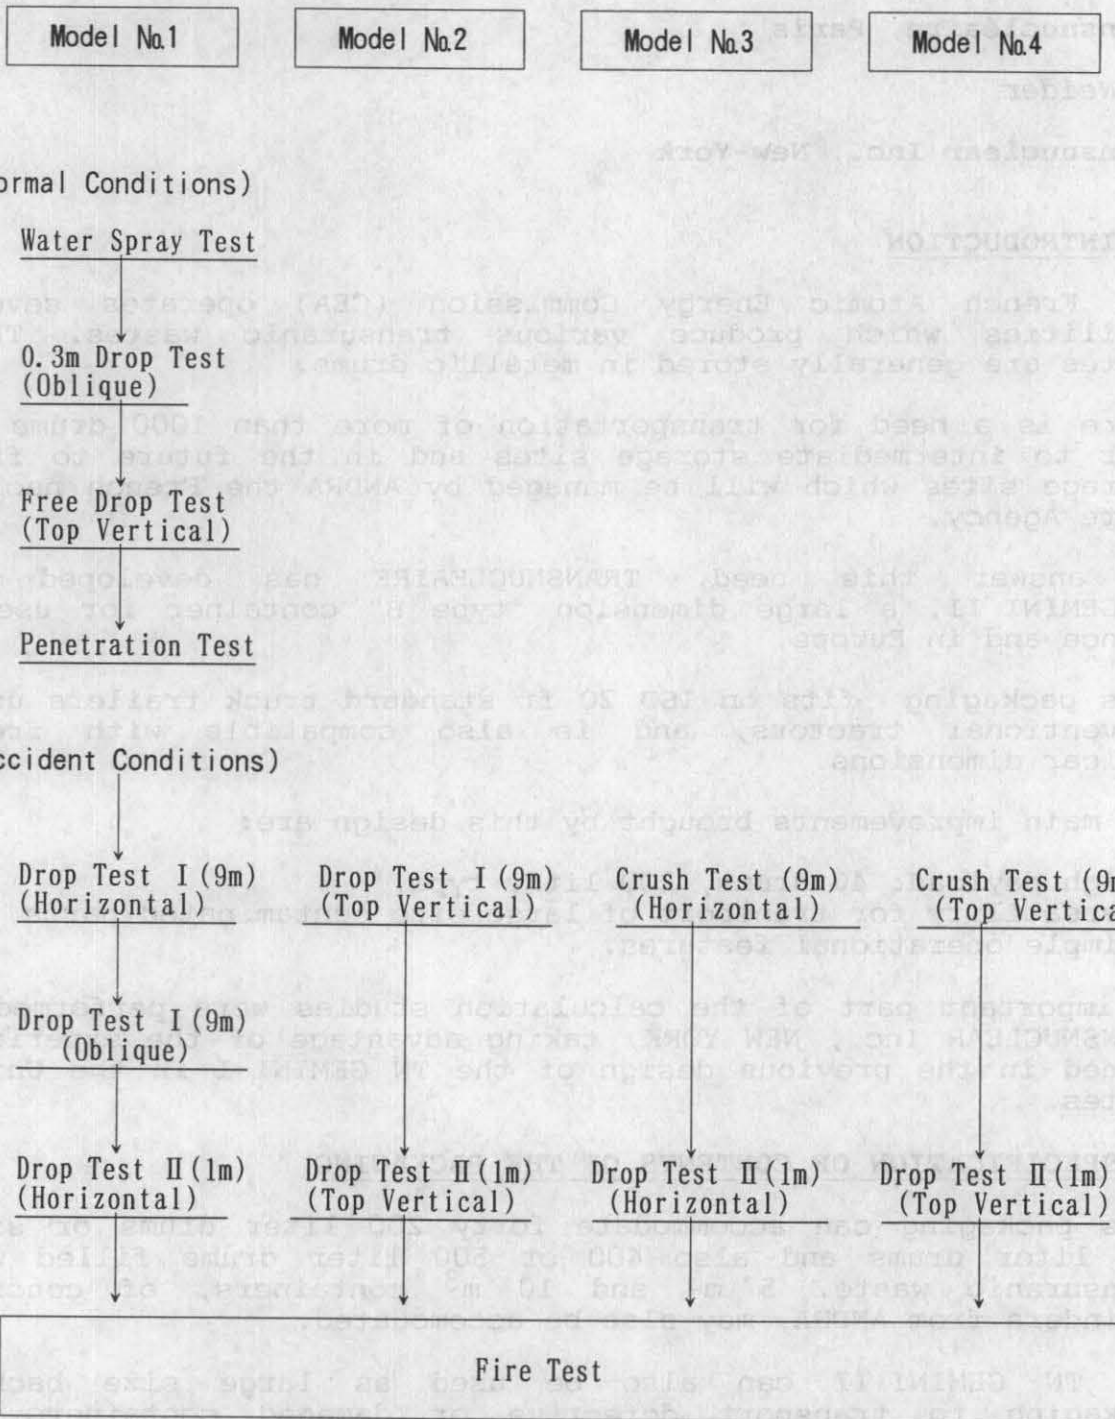 Model No.1 Model No.2 Model No.3 Model No.4
ormal Conditions)
Water Spray Test
0.3m Drop Test
(Oblique)
Free Drop Test
(Top Vertical)
Penetration Test
ccident Conditions)
Drop Test I (9m) Drop Test I (9m) Crush Test (9m) Crush Test (9m
(Horizontal) (Top Vertical) (Horizontal) (Top Vertica
Drop Test I (9m)
(Oblique)
Drop Test II (1m) Drop Test II (1m) Drop Test II (1m) Drop Test II (1m)
(Horizontal) (Top Vertical) (Horizontal) (Top Vertical)
Fire Test